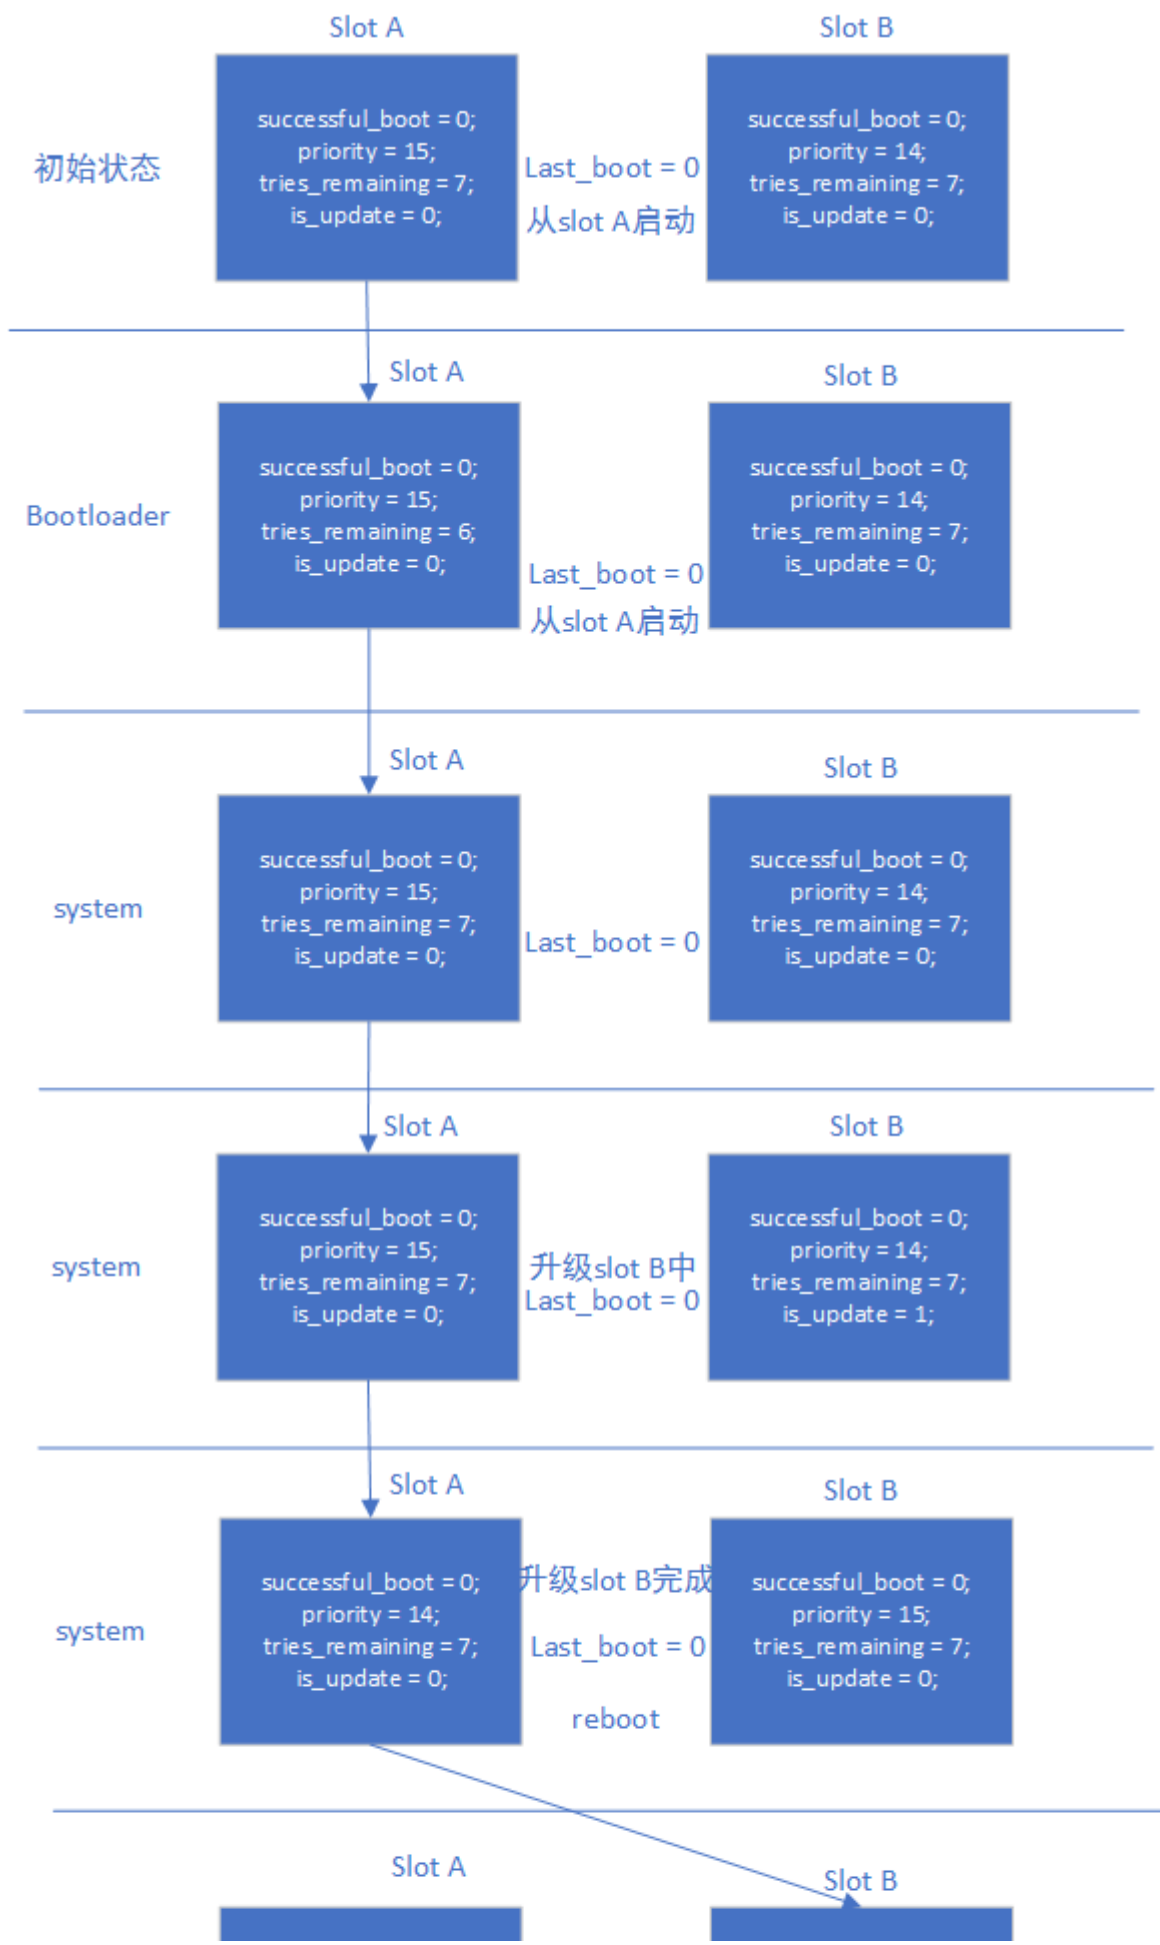 Slot A
Slot B
successful_boot = 0;
priority = 15;
tries_remaining = 7;
is_update = 0;
初始状态
Last_boot = 0
从slot A启动
successful_boot = 0;
priority = 14;
tries_remaining = 7;
is_update = 0;
Slot A
Slot B
Bootloader
successful_boot = 0;
priority = 15;
tries_remaining = 6;
is_update = 0;
Last_boot = 0
从slot A启动
successful_boot = 0;
priority = 14;
tries_remaining = 7;
is_update = 0;
Slot A
Slot B
system
successful_boot = 0;
priority = 15;
tries_remaining = 7;
is_update = 0;
Last_boot = 0
successful_boot = 0;
priority = 14;
tries_remaining = 7;
is_update = 0;
Slot A
Slot B
system
successful_boot = 0;
priority = 15;
tries_remaining = 7;
is_update = 0;
升级slot B中
Last_boot = 0
successful_boot = 0;
priority = 14;
tries_remaining = 7;
is_update = 1;
Slot A
Slot B
system
successful_boot = 0;
priority = 14;
tries_remaining = 7;
is_update = 0;
升级slot B完成
Last_boot = 0
reboot
successful_boot = 0;
priority = 15;
tries_remaining = 7;
is_update = 0;
Slot A
Slot B